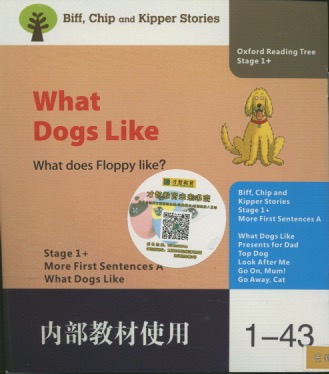 Biff, Chip and Kipper Stories
Oxford Reading Tree
Stage 1+
What
Dogs Like
What does Floppy like?
Biff, Chip and
Kipper Stories
Stage 1+
More First Sentences A
What Dogs Like
Presents for Dad
Top Dog
Look After Me
Go On, Mum!
Go Away, Cat
Stage 1+
More First Sentences A
What Dogs Like
内部教材使用
1-43